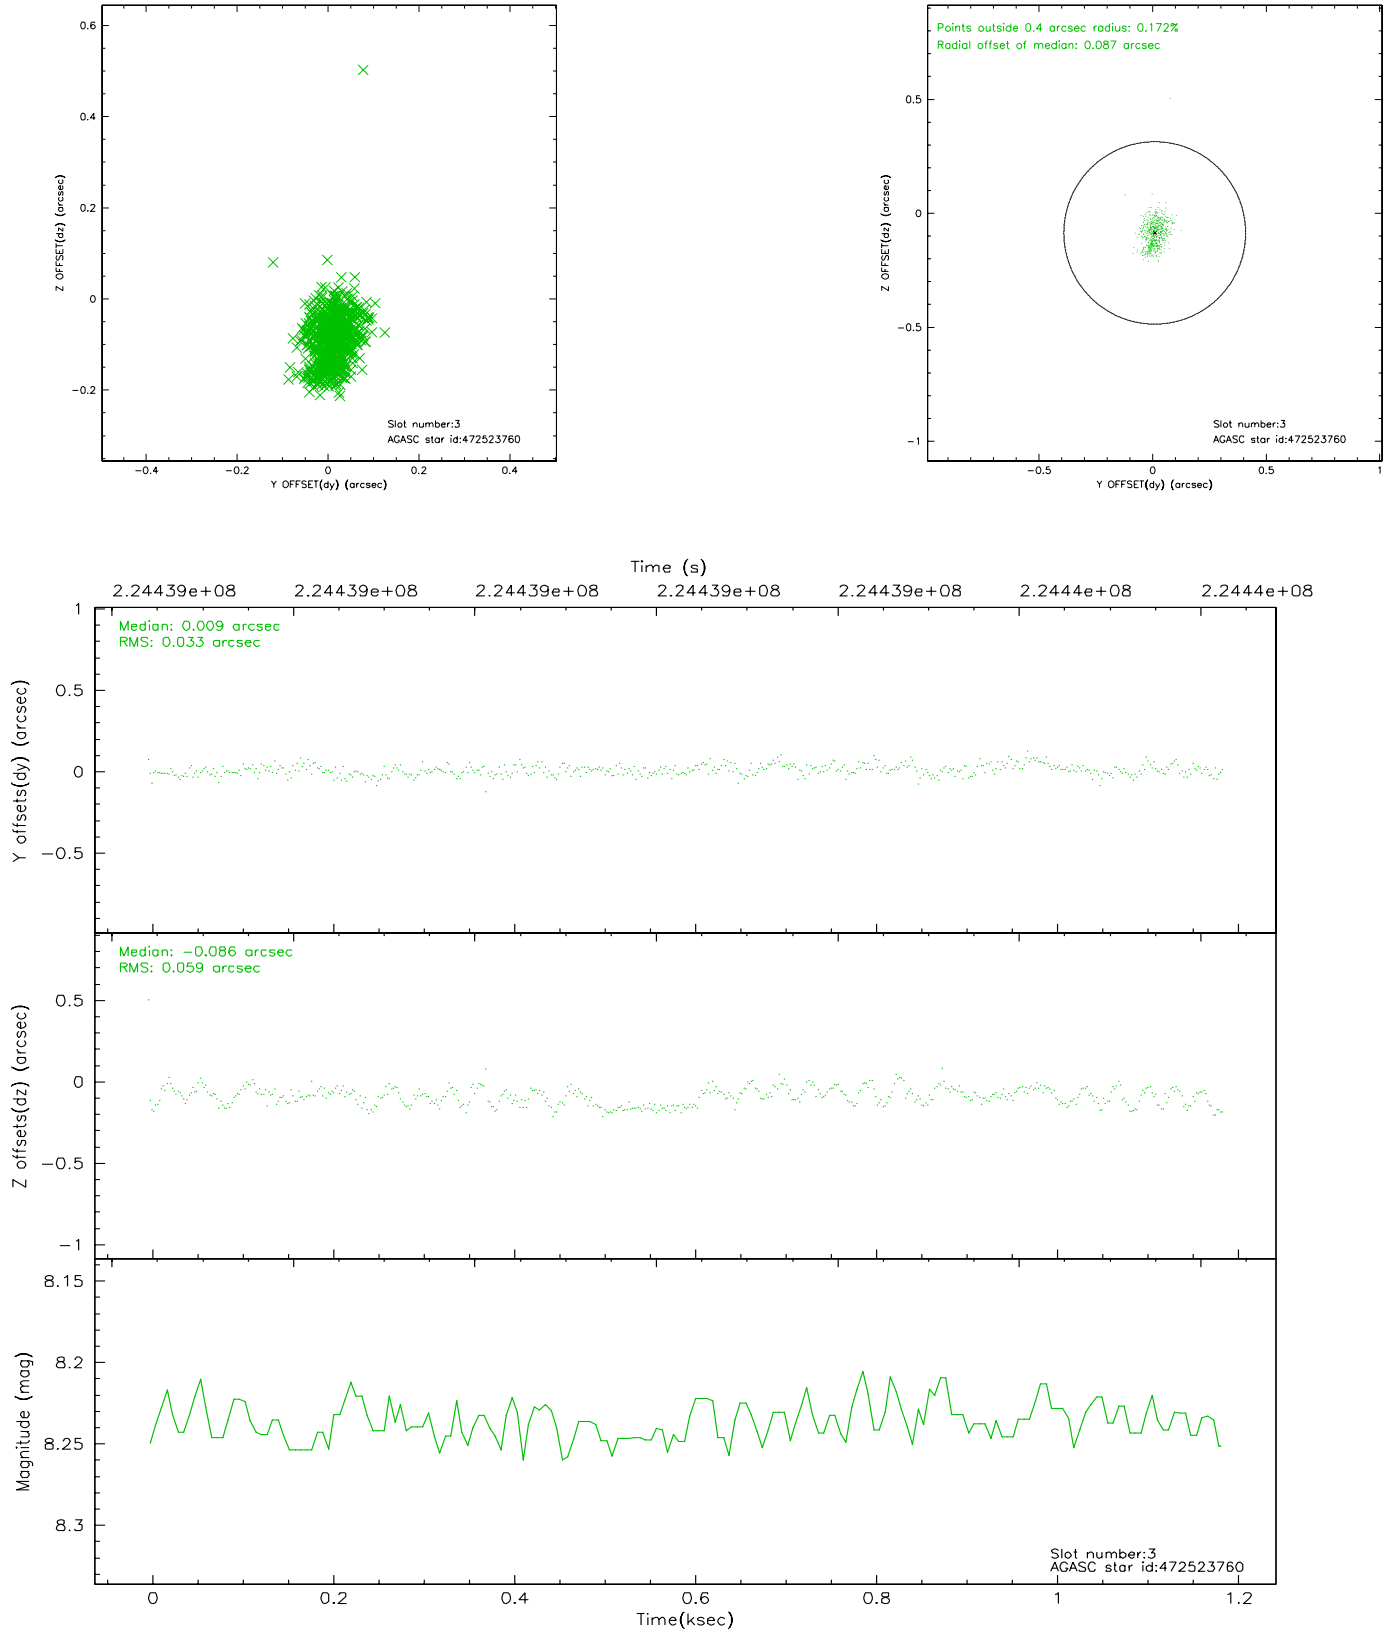 0.6
0.4
0.2
0
−0.2
Z OFFSET(dz) (arcsec)
Slot number:3
AGASC star id:472523760
−0.4 −0.2 0 0.2 0.4
Y OFFSET(dy) (arcsec)
Points outside 0.4 arcsec radius: 0.172%
Radial offset of median: 0.087 arcsec
0.5
0
−0.5
−1
Z OFFSET(dz) (arcsec)
Slot number:3
AGASC star id:472523760
−0.5 0 0.5 1
Y OFFSET(dy) (arcsec)
Time (s)
2.24439e+08 2.24439e+08 2.24439e+08 2.24439e+08 2.24439e+08 2.2444e+08 2.2444e+08
Median: 0.009 arcsec
RMS: 0.033 arcsec
1
0.5
0
−0.5
Y offsets(dy) (arcsec)
Median: −0.086 arcsec
RMS: 0.059 arcsec
0.5
0
−0.5
−1
Z offsets(dz) (arcsec)
8.15
8.2
8.25
8.3
Magnitude (mag)
Slot number:3
AGASC star id:472523760
0 0.2 0.4 0.6 0.8 1 1.2
Time(ksec)